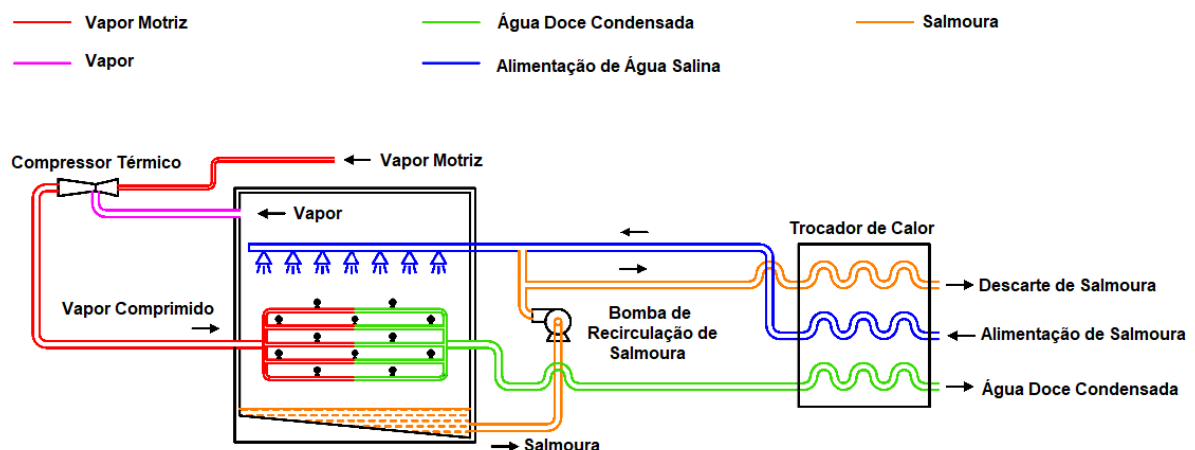 Vapor Motriz
Água Doce Condensada
Salmoura
Vapor
Alimentação de Água Salina
Compressor Térmico
Vapor Motriz
Vapor
Trocador de Calor
Descarte de Salmoura
Vapor Comprimido
Bomba de
Recirculação de
Salmoura
Alimentação de Salmoura
Água Doce Condensada
Salmoura